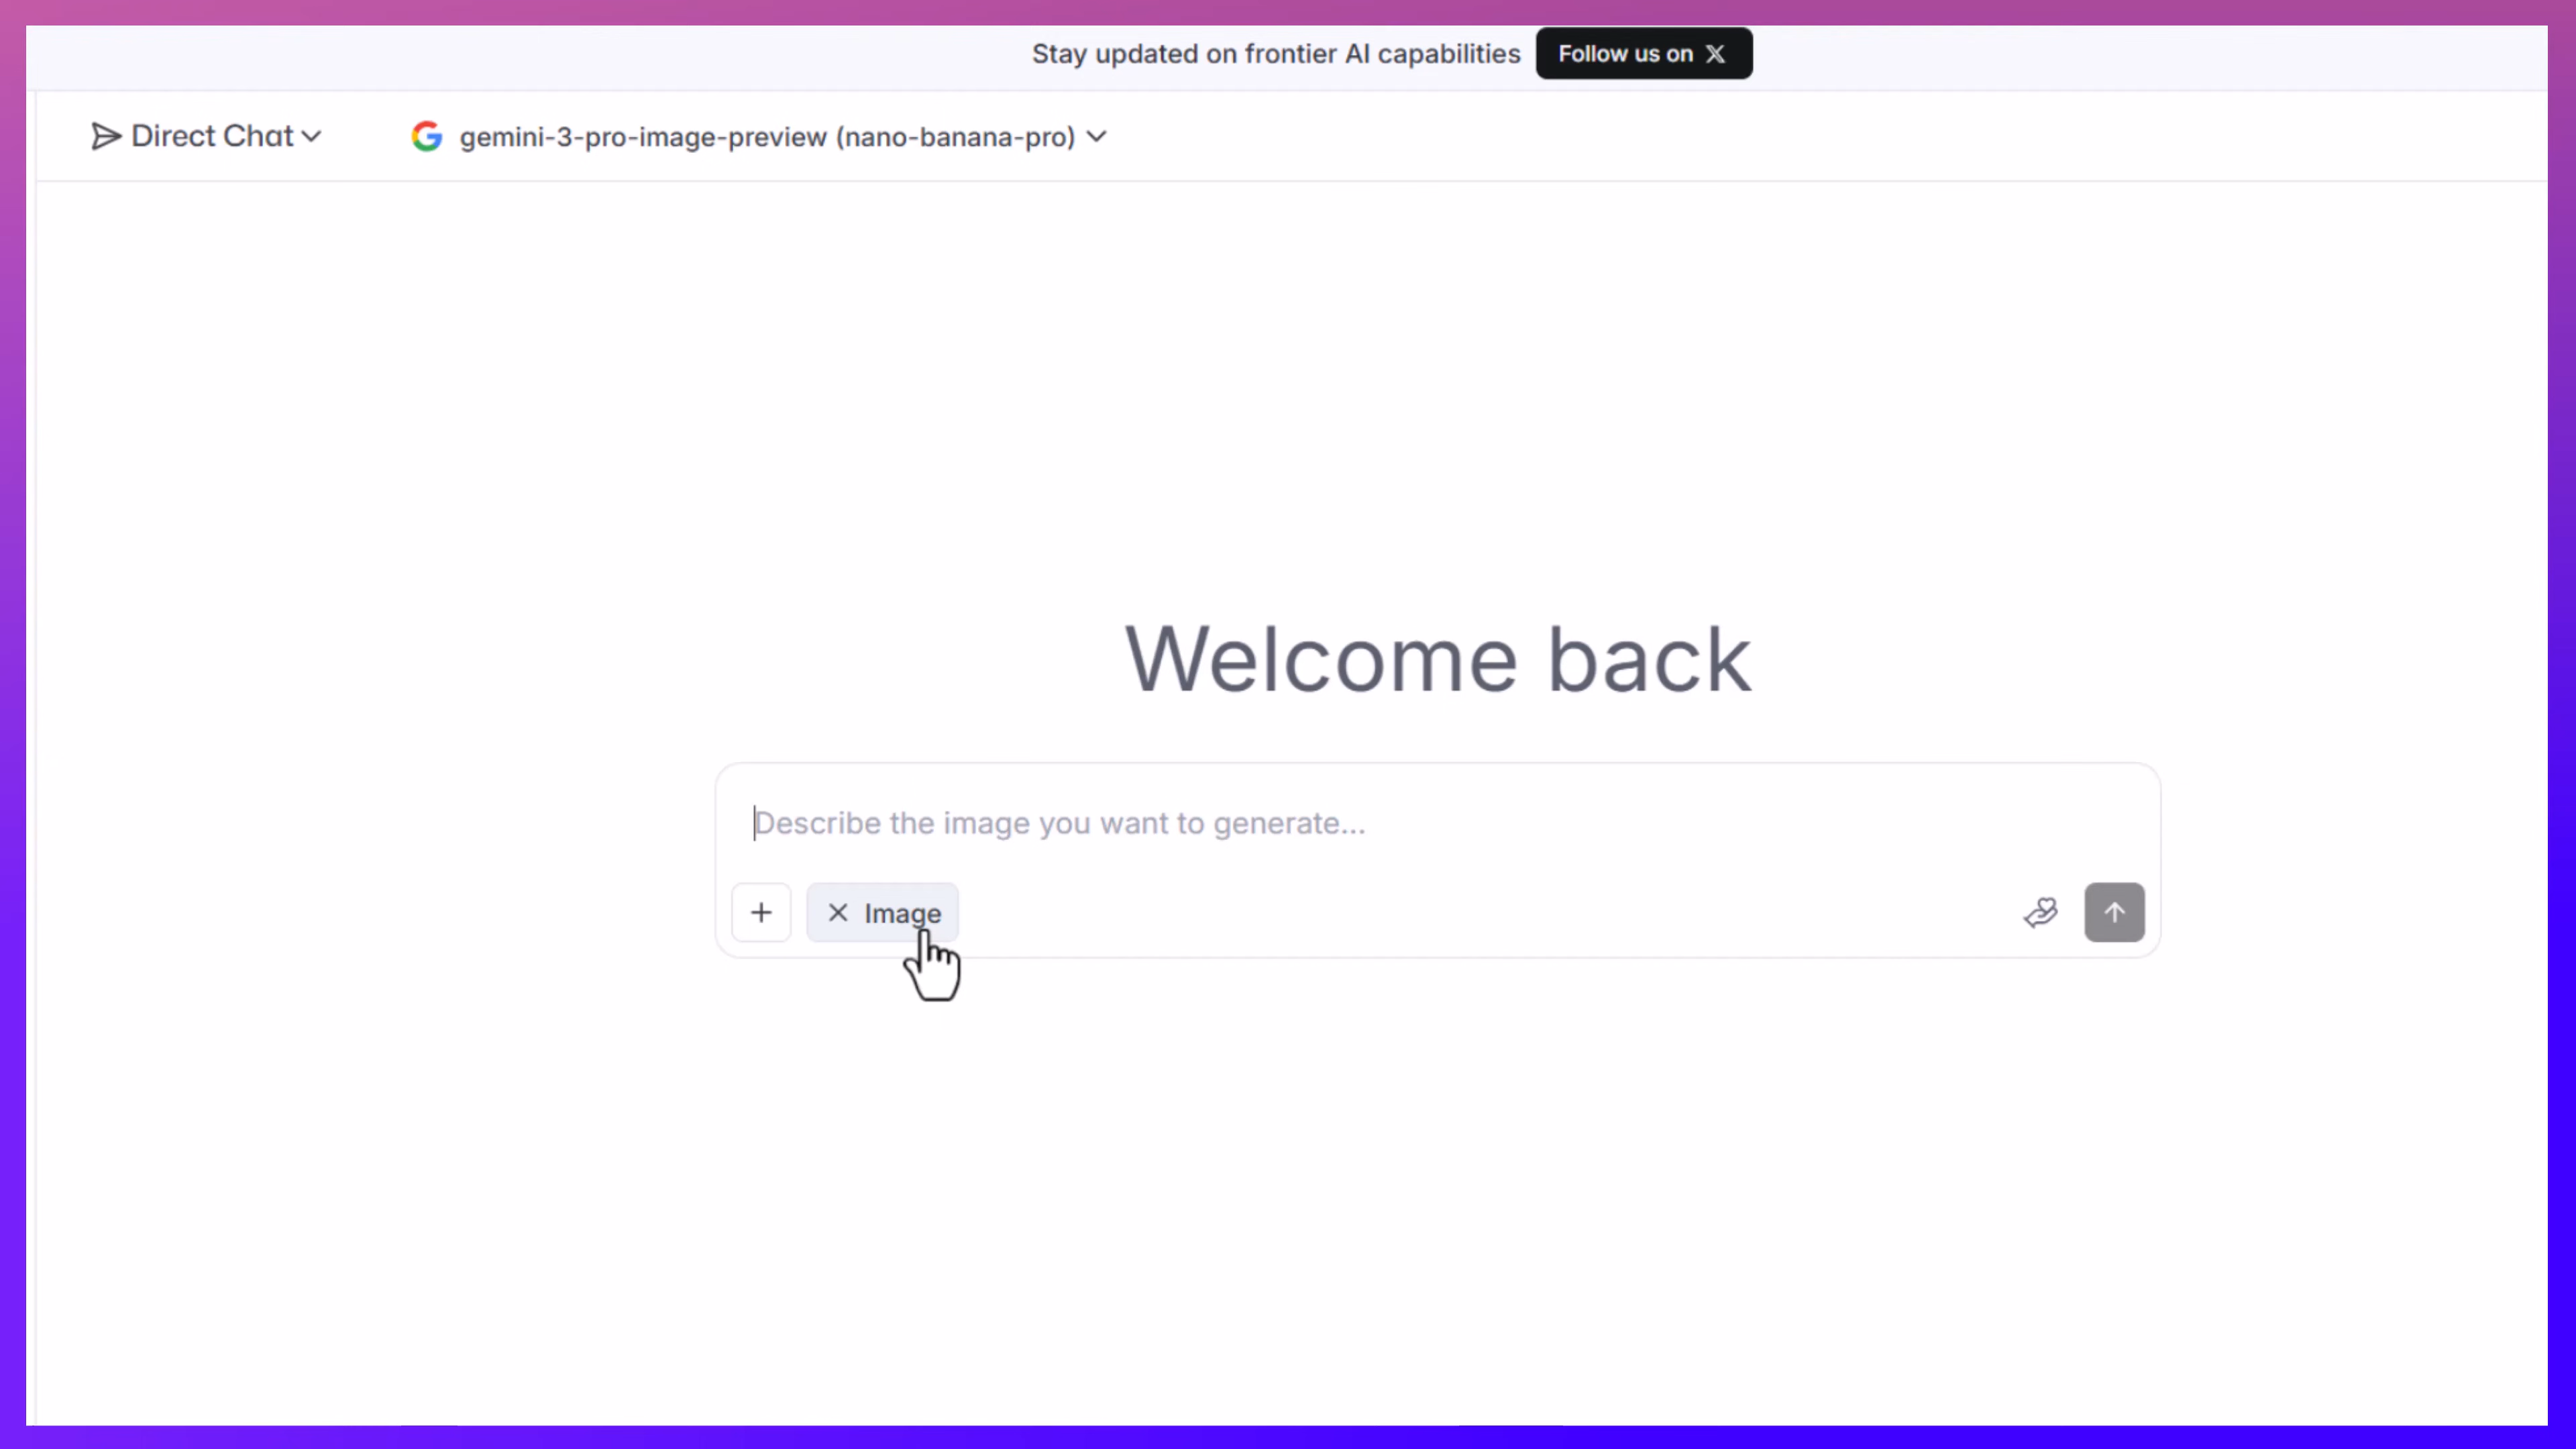 Stay updated on frontier AI capabilities
Follow us on X
Direct Chat
gemini-3-pro-image-preview (nano-banana-pro)
Welcome back
Describe the image you want to generate...
Image